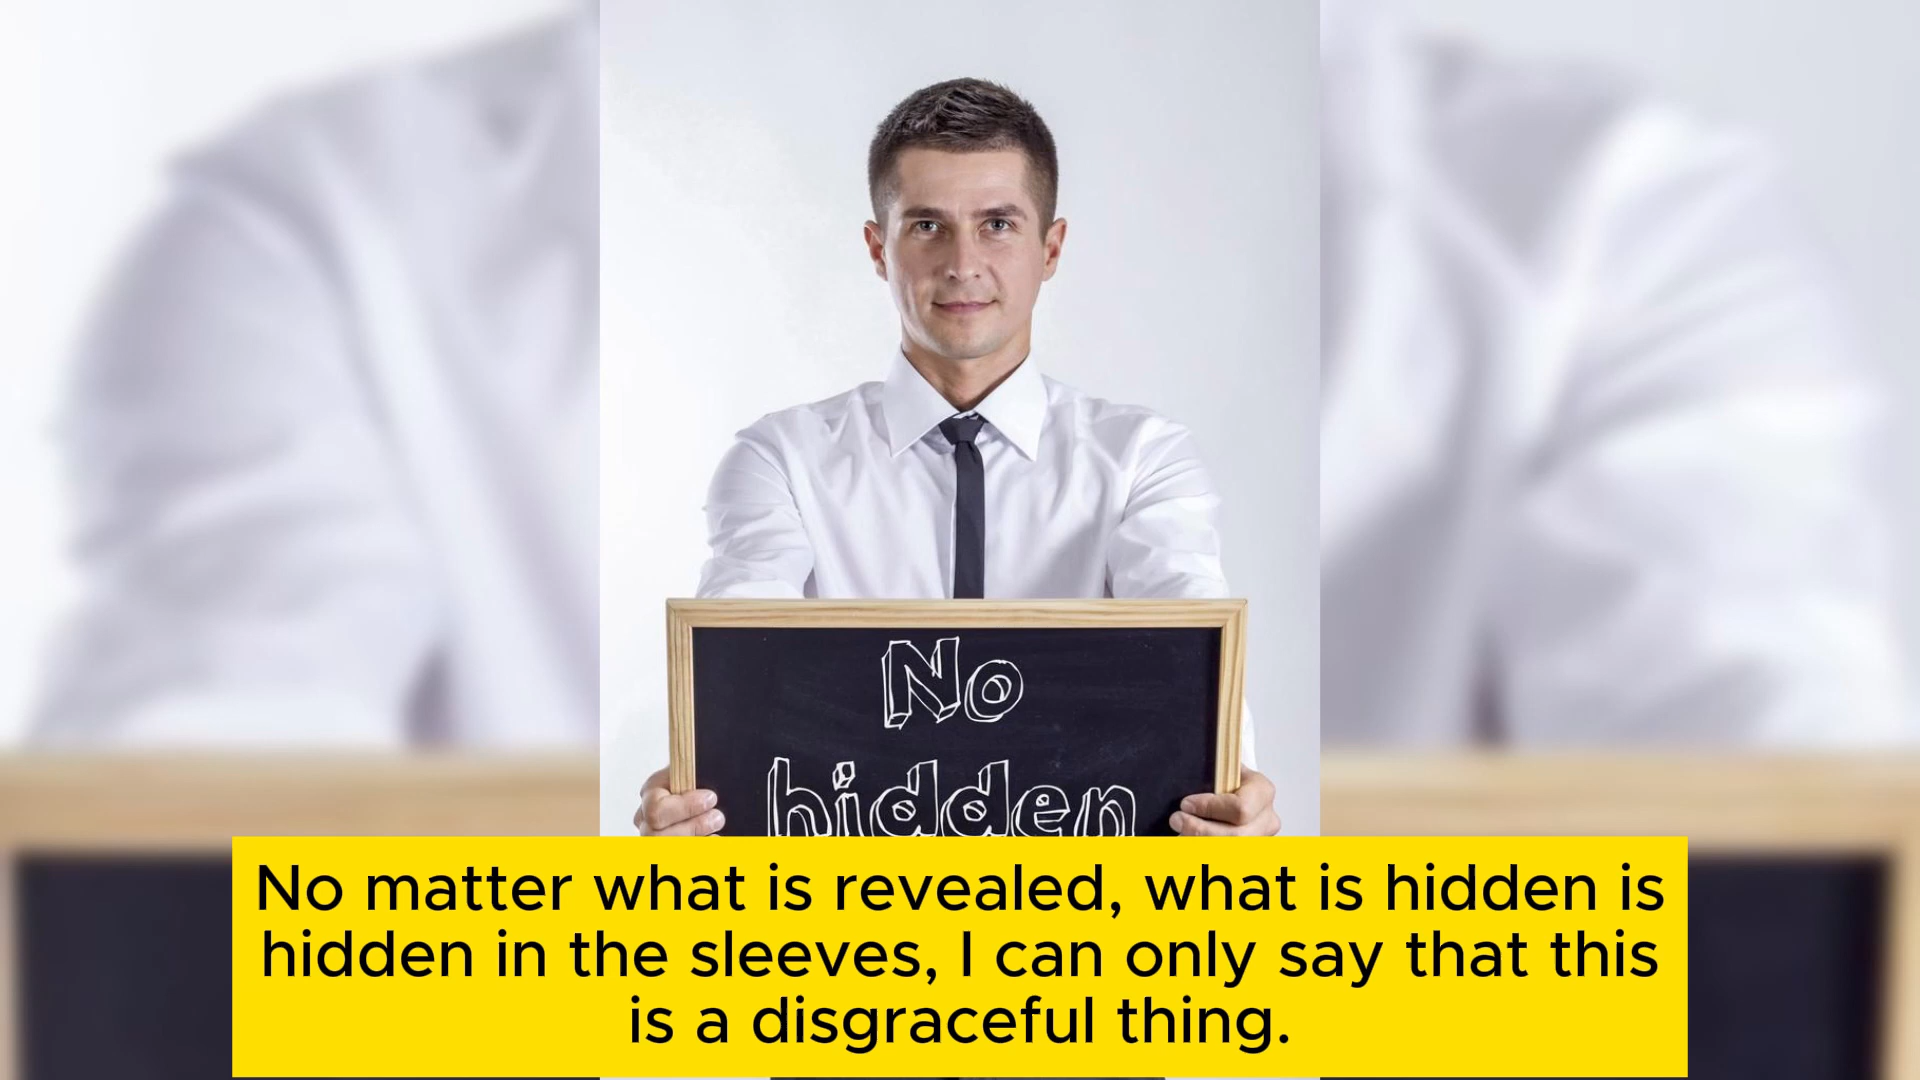 No
hidden
No matter what is revealed, what is hidden is
hidden in the sleeves, I can only say that this
is a disgraceful thing.